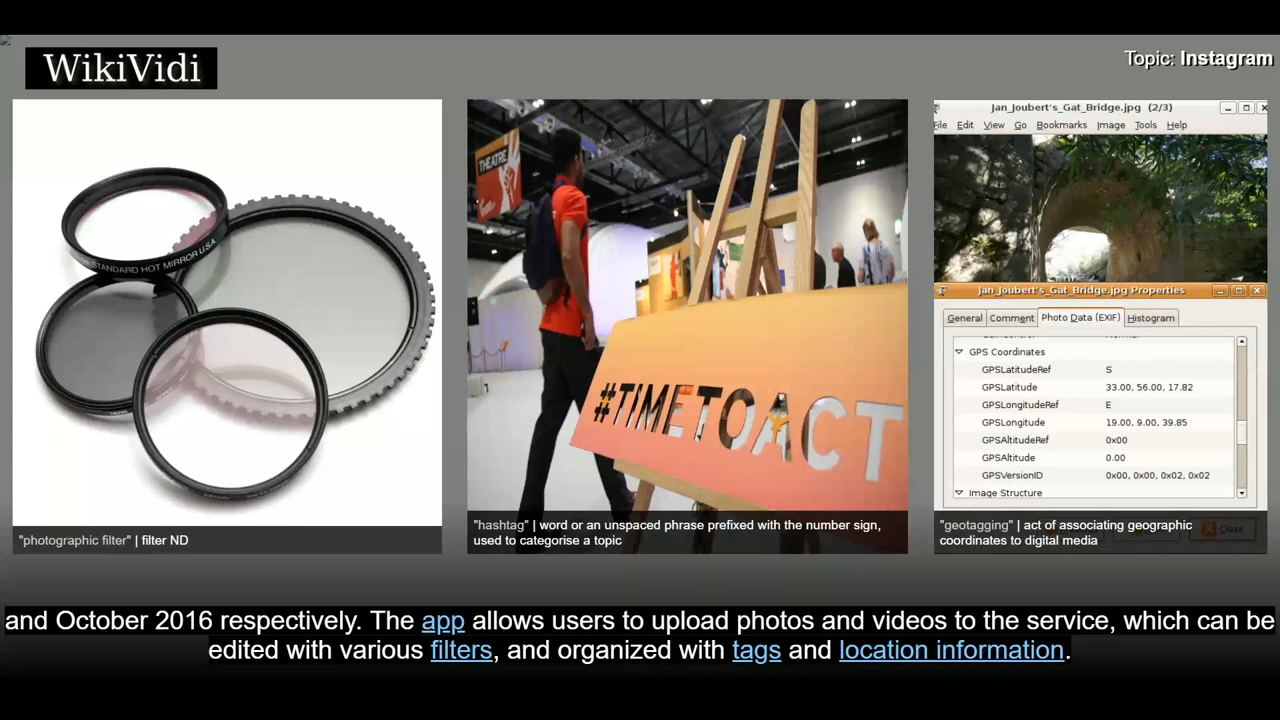 WikiVidi
Topic: Instagram
STANDARD HOT MIRROR U.S.A
"photographic filter" | filter ND
THEATRE
#TIMETOACT
"hashtag" | word or an unspaced phrase prefixed with the number sign,
used to categorise a topic
Jan_Joubert's_Gat_Bridge.jpg (2/3)
File Edit View Go Bookmarks Image Tools Help
Jan_Joubert's_Gat_Bridge.jpg Properties
General Comment Photo Data (EXIF) Histogram
GPS Coordinates
GPSLatitudeRef S
GPSLatitude 33.00, 56.00, 17.82
GPSLongitudeRef E
GPSLongitude 19.00, 9.00, 39.85
GPSAltitudeRef 0x00
GPSAltitude 0.00
GPSVersionID 0x00, 0x00, 0x02, 0x02
Image Structure
Close
"geotagging" | act of associating geographic
coordinates to digital media
and October 2016 respectively. The app allows users to upload photos and videos to the service, which can be
edited with various filters, and organized with tags and location information.